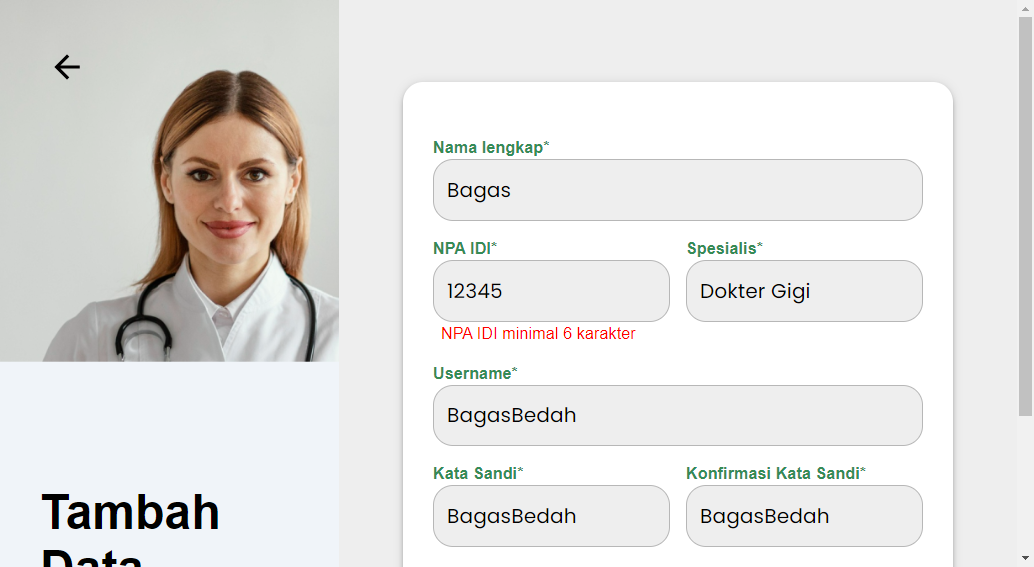 Nama lengkap*
Bagas
NPA IDI* Spesialis*
12345 Dokter Gigi
NPA IDI minimal 6 karakter
Username*
BagasBedah
Kata Sandi* Konfirmasi Kata Sandi*
BagasBedah BagasBedah
Tambah
Data